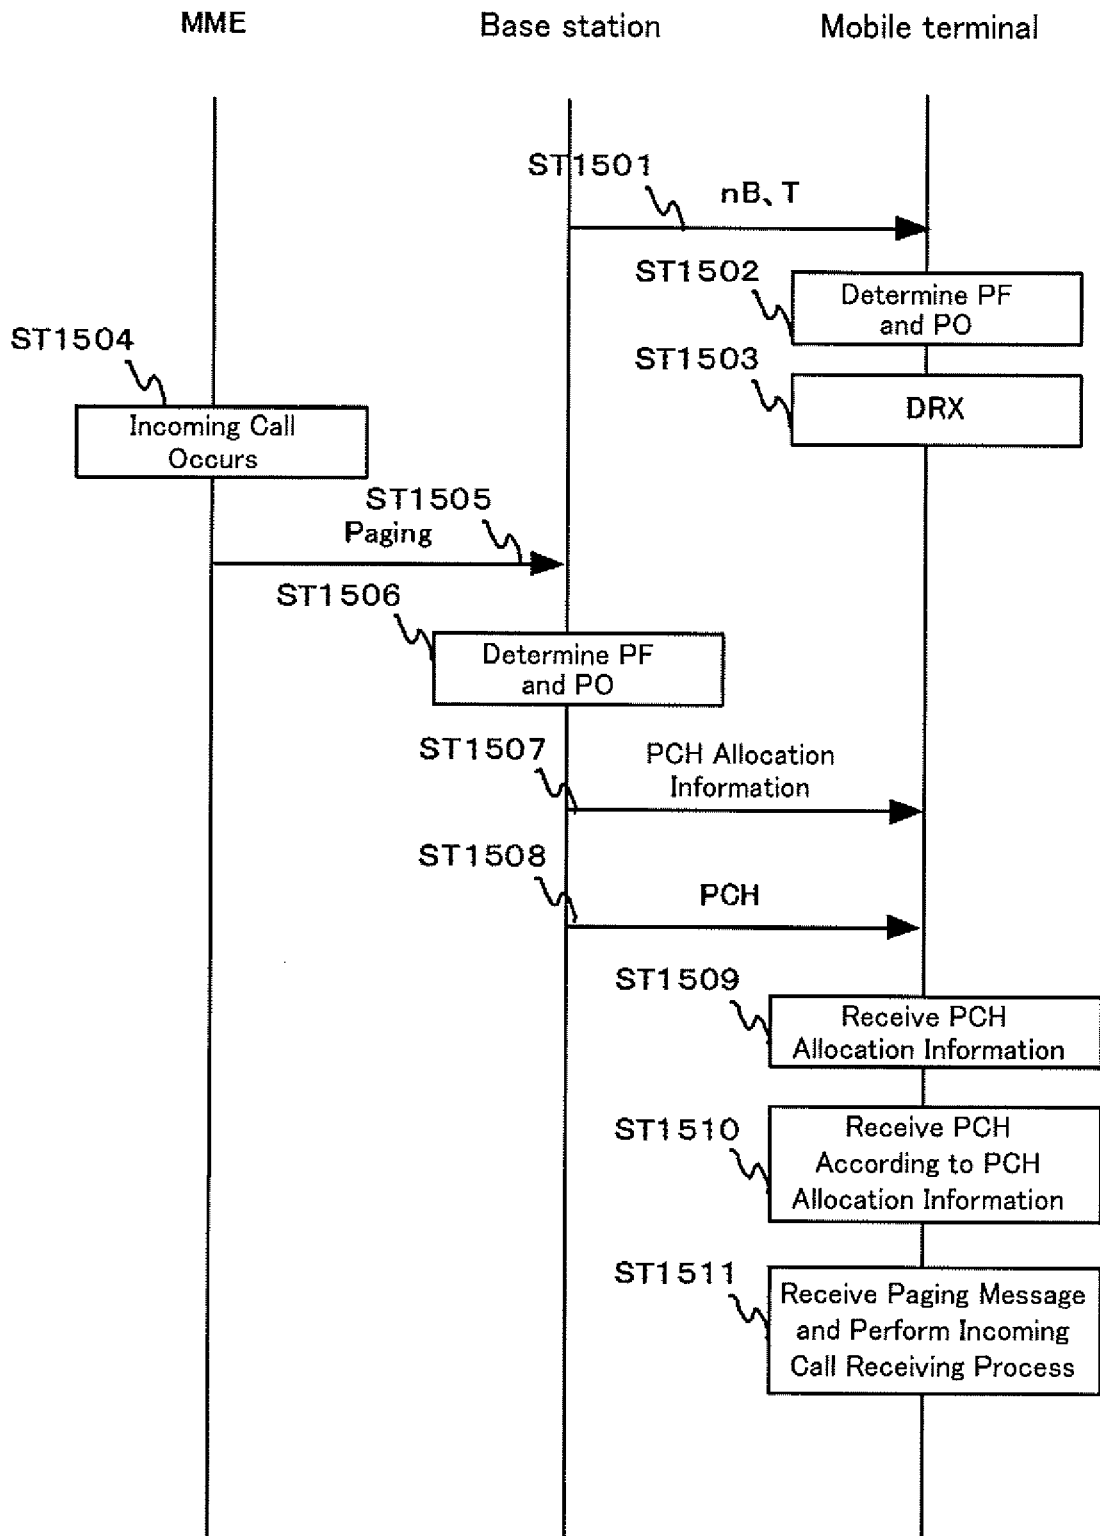 MME
Base station
Mobile terminal
ST1501
nB、T
ST1502
Determine PF
and PO
ST1503
DRX
ST1504
Incoming Call
Occurs
ST1505
Paging
ST1506
Determine PF
and PO
ST1507
PCH Allocation
Information
ST1508
PCH
ST1509
Receive PCH
Allocation Information
ST1510
Receive PCH
According to PCH
Allocation Information
ST1511
Receive Paging Message
and Perform Incoming
Call Receiving Process